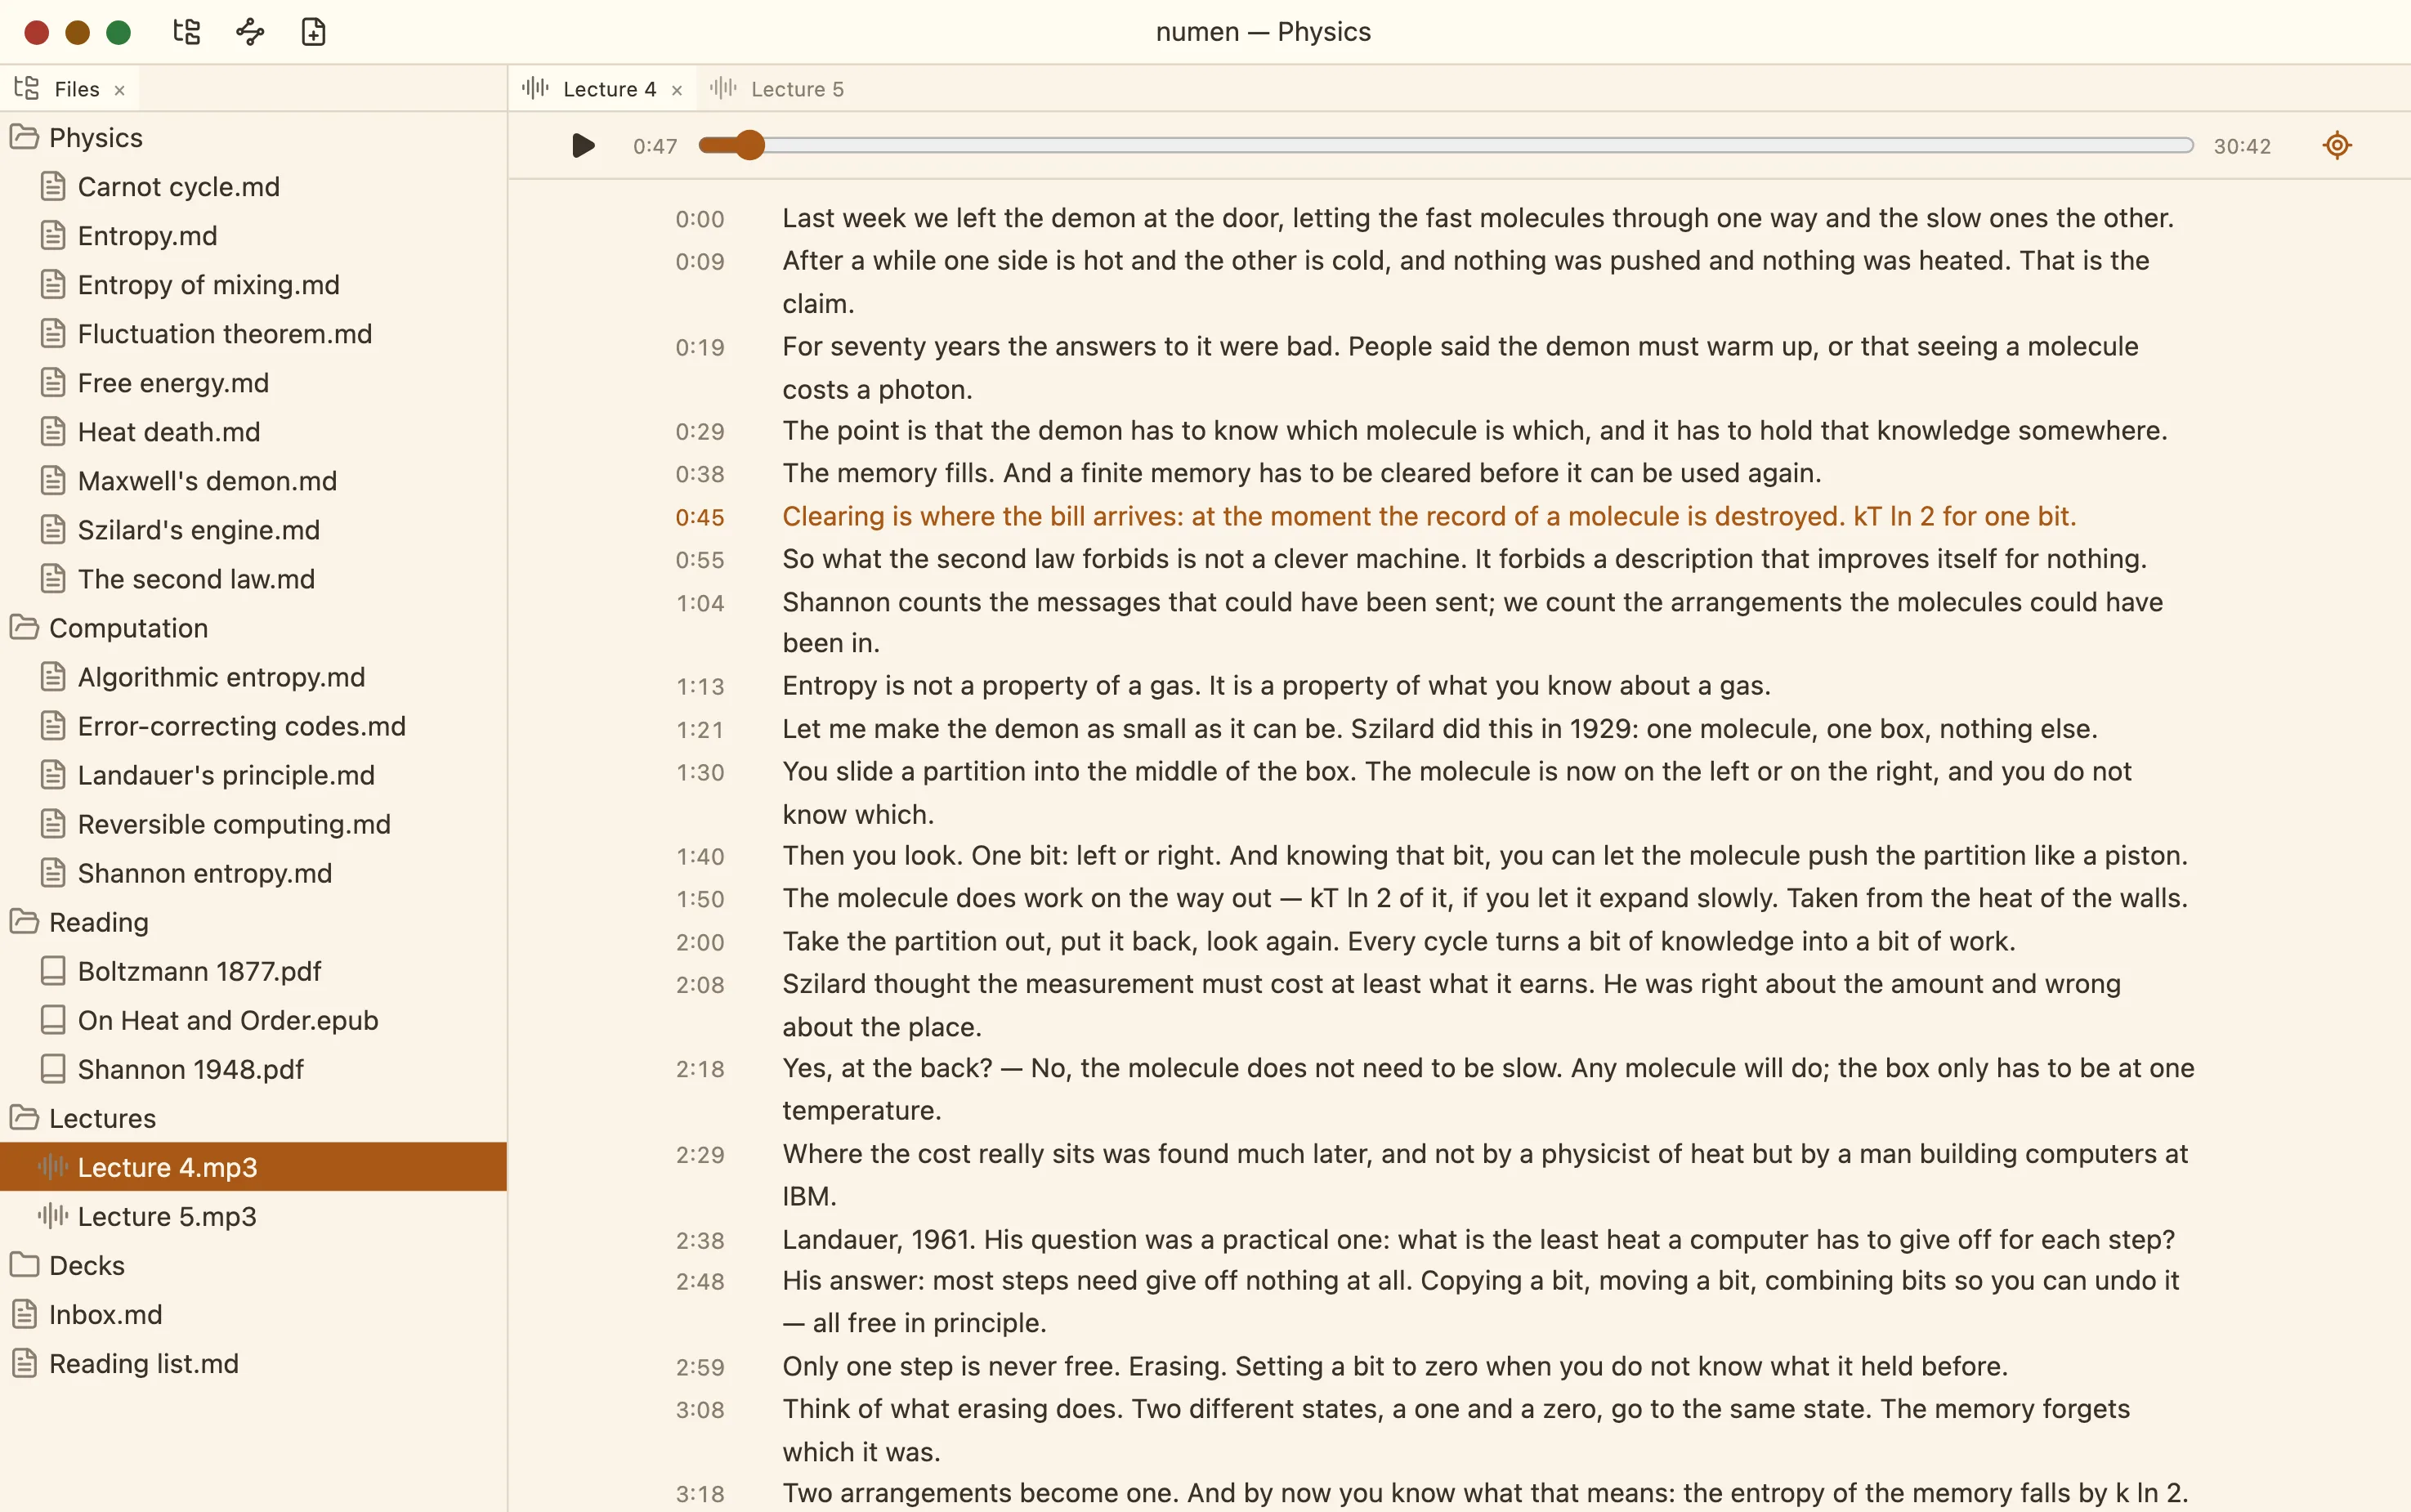 numen — Physics
Files
Lecture 4
Lecture 5
0:47
30:42
Physics
Carnot cycle.md
Entropy.md
Entropy of mixing.md
Fluctuation theorem.md
Free energy.md
Heat death.md
Maxwell's demon.md
Szilard's engine.md
The second law.md
Computation
Algorithmic entropy.md
Error-correcting codes.md
Landauer's principle.md
Reversible computing.md
Shannon entropy.md
Reading
Boltzmann 1877.pdf
On Heat and Order.epub
Shannon 1948.pdf
Lectures
Lecture 4.mp3
Lecture 5.mp3
Decks
Inbox.md
Reading list.md
0:00 Last week we left the demon at the door, letting the fast molecules through one way and the slow ones the other.
0:09 After a while one side is hot and the other is cold, and nothing was pushed and nothing was heated. That is the
claim.
0:19 For seventy years the answers to it were bad. People said the demon must warm up, or that seeing a molecule
costs a photon.
0:29 The point is that the demon has to know which molecule is which, and it has to hold that knowledge somewhere.
0:38 The memory fills. And a finite memory has to be cleared before it can be used again.
0:45 Clearing is where the bill arrives: at the moment the record of a molecule is destroyed. kT ln 2 for one bit.
0:55 So what the second law forbids is not a clever machine. It forbids a description that improves itself for nothing.
1:04 Shannon counts the messages that could have been sent; we count the arrangements the molecules could have
been in.
1:13 Entropy is not a property of a gas. It is a property of what you know about a gas.
1:21 Let me make the demon as small as it can be. Szilard did this in 1929: one molecule, one box, nothing else.
1:30 You slide a partition into the middle of the box. The molecule is now on the left or on the right, and you do not
know which.
1:40 Then you look. One bit: left or right. And knowing that bit, you can let the molecule push the partition like a piston.
1:50 The molecule does work on the way out — kT ln 2 of it, if you let it expand slowly. Taken from the heat of the walls.
2:00 Take the partition out, put it back, look again. Every cycle turns a bit of knowledge into a bit of work.
2:08 Szilard thought the measurement must cost at least what it earns. He was right about the amount and wrong
about the place.
2:18 Yes, at the back? — No, the molecule does not need to be slow. Any molecule will do; the box only has to be at one
temperature.
2:29 Where the cost really sits was found much later, and not by a physicist of heat but by a man building computers at
IBM.
2:38 Landauer, 1961. His question was a practical one: what is the least heat a computer has to give off for each step?
2:48 His answer: most steps need give off nothing at all. Copying a bit, moving a bit, combining bits so you can undo it
— all free in principle.
2:59 Only one step is never free. Erasing. Setting a bit to zero when you do not know what it held before.
3:08 Think of what erasing does. Two different states, a one and a zero, go to the same state. The memory forgets
which it was.
3:18 Two arrangements become one. And by now you know what that means: the entropy of the memory falls by k ln 2.